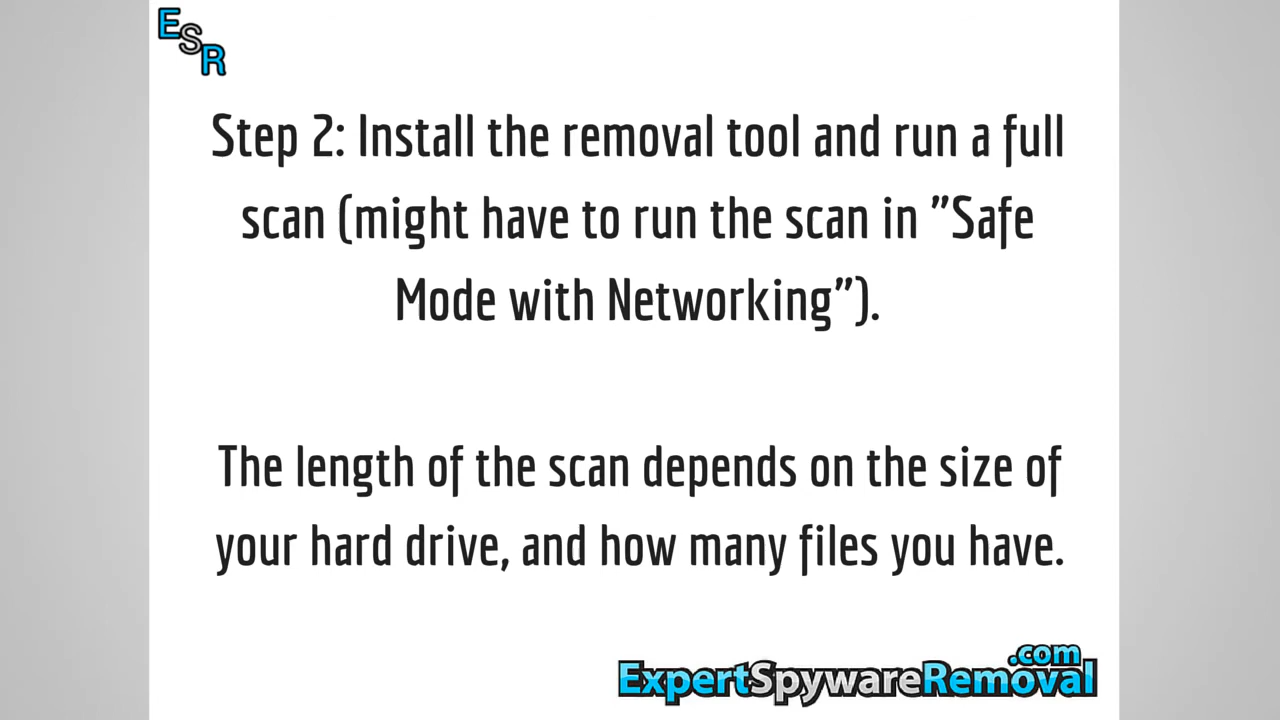 ESR
Step 2: Install the removal tool and run a full
scan (might have to run the scan in "Safe
Mode with Networking").
The length of the scan depends on the size of
your hard drive, and how many files you have.
ExpertSpywareRemoval.com